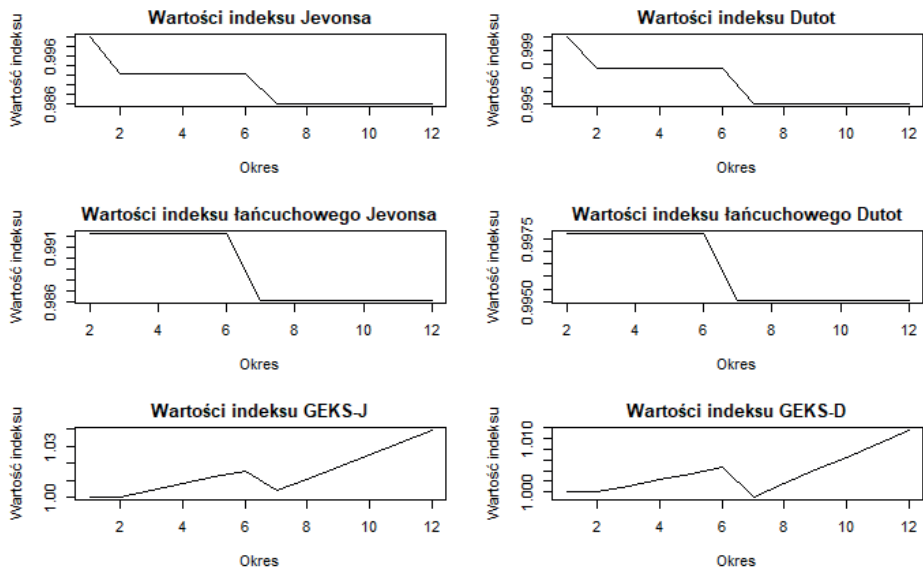 Wartości indeksu Jevonsa
Wartość indeksu
0.986 0.996
2 4 6 8 10 12
Okres
Wartości indeksu Dutot
Wartość indeksu
0.995 0.999
2 4 6 8 10 12
Okres
Wartości indeksu łańcuchowego Jevonsa
Wartość indeksu
0.986 0.991
2 4 6 8 10 12
Okres
Wartości indeksu łańcuchowego Dutot
Wartość indeksu
0.9950 0.9975
2 4 6 8 10 12
Okres
Wartości indeksu GEKS-J
Wartość indeksu
1.00 1.03
2 4 6 8 10 12
Okres
Wartości indeksu GEKS-D
Wartość indeksu
1.000 1.010
2 4 6 8 10 12
Okres